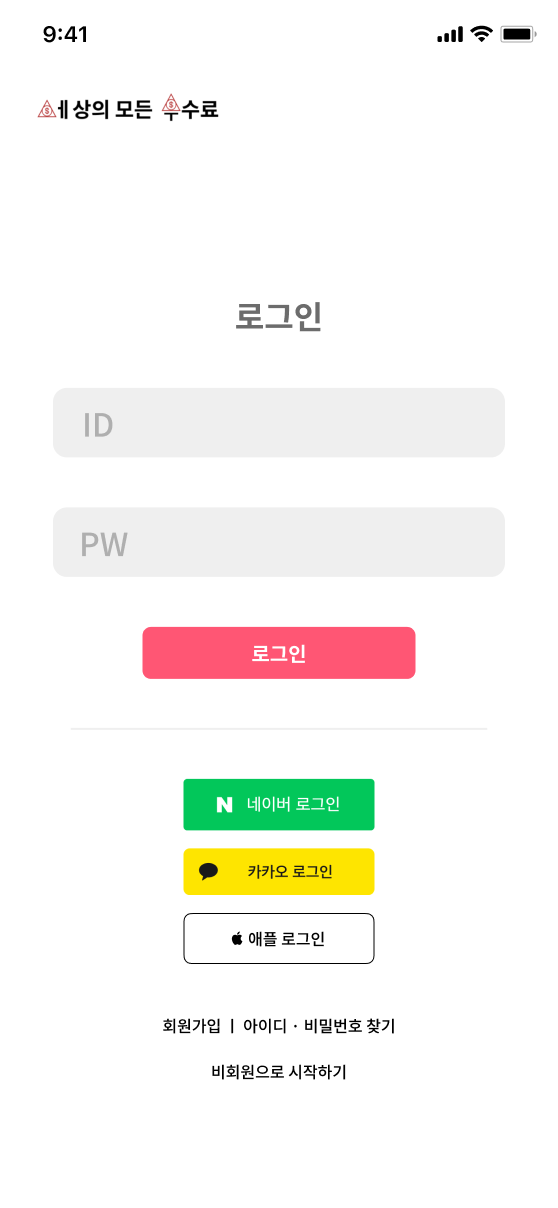 9:41
세상의 모든 수수료
로그인
ID
PW
로그인
N 네이버 로그인
카카오 로그인
애플 로그인
회원가입 | 아이디 · 비밀번호 찾기
비회원으로 시작하기